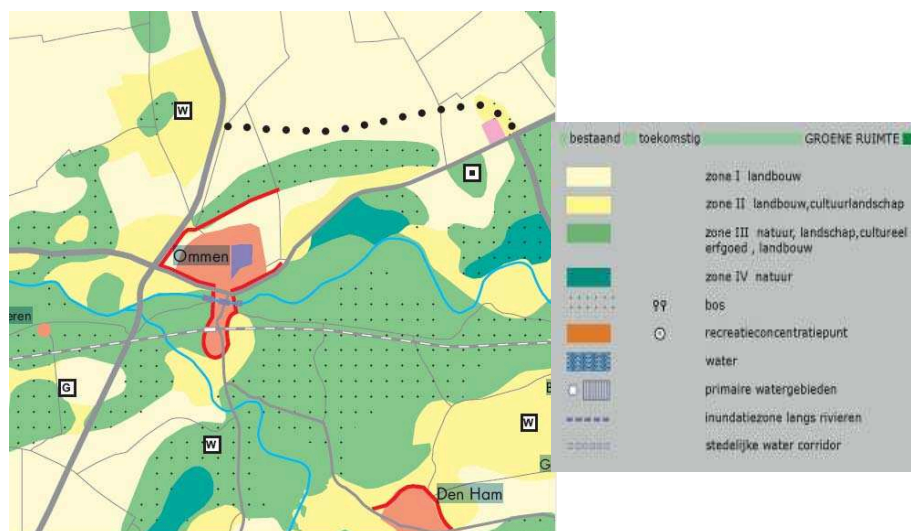 W
Ommen
eren
G
W
W
G
Den Ham
bestaand toekomstig GROENE RUIMTE
zone I landbouw
zone II landbouw,cultuurlandschap
zone III natuur, landschap,cultureel
erfgoed , landbouw
zone IV natuur
bos
recreatieconcentratiepunt
water
primaire watergebieden
inundatiezone langs rivieren
stedelijke water corridor